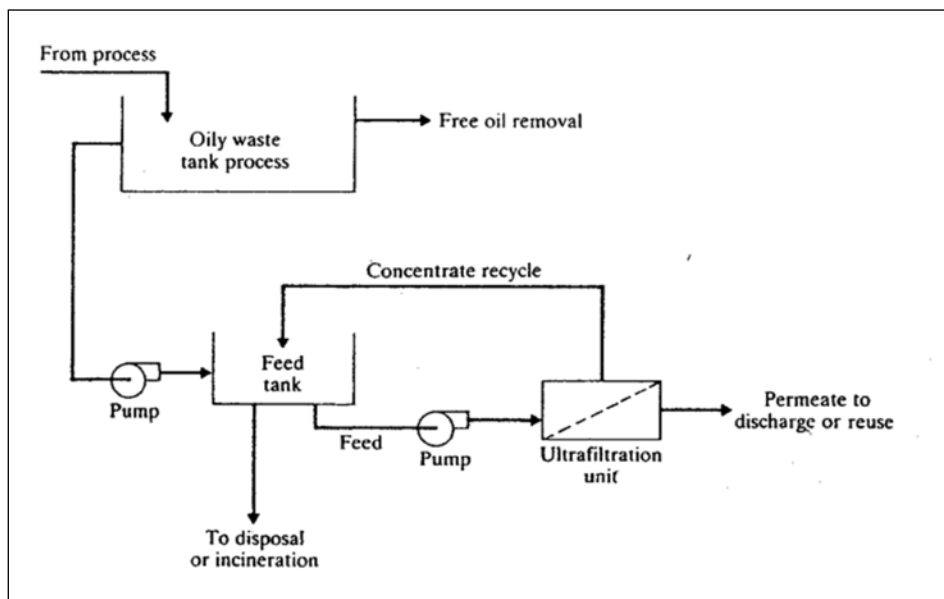 From process
Oily waste
tank process
Free oil removal
Concentrate recycle
Feed
tank
Pump
Feed
Pump
Ultrafiltration
unit
Permeate to
discharge or reuse
To disposal
or incineration